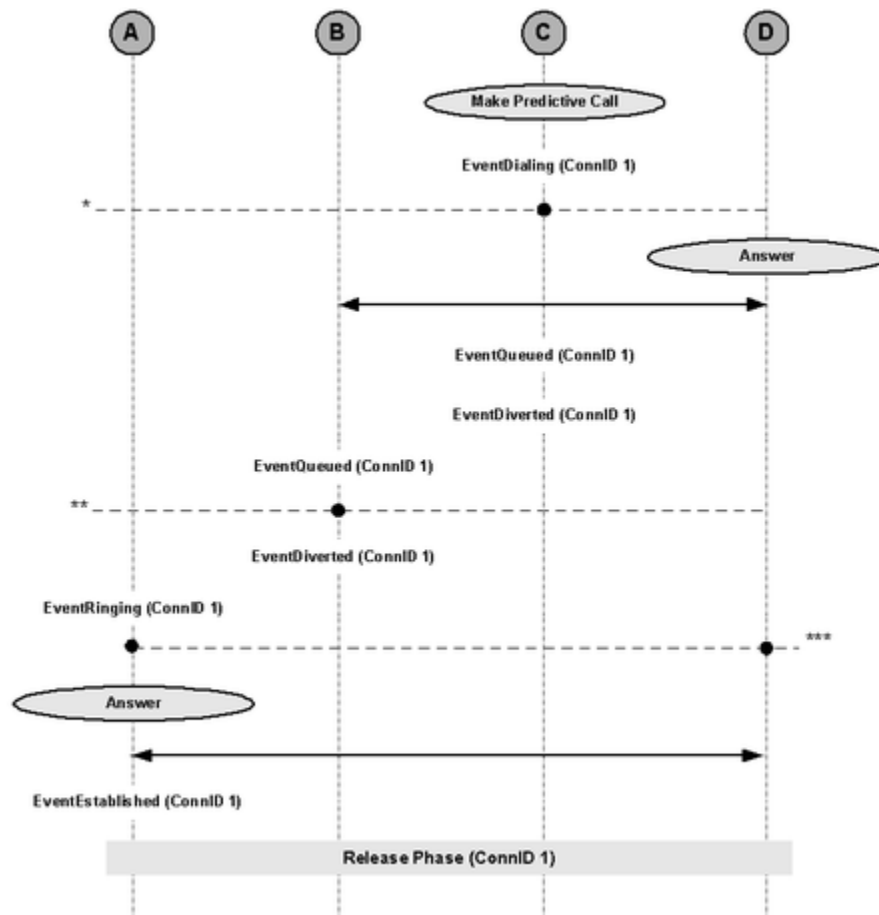 A B C D
Make Predictive Call
EventDialing (ConnID 1)
*
Answer
EventQueued (ConnID 1)
EventDiverted (ConnID 1)
EventQueued (ConnID 1)
**
EventDiverted (ConnID 1)
EventRinging (ConnID 1)
***
Answer
EventEstablished (ConnID 1)
Release Phase (ConnID 1)